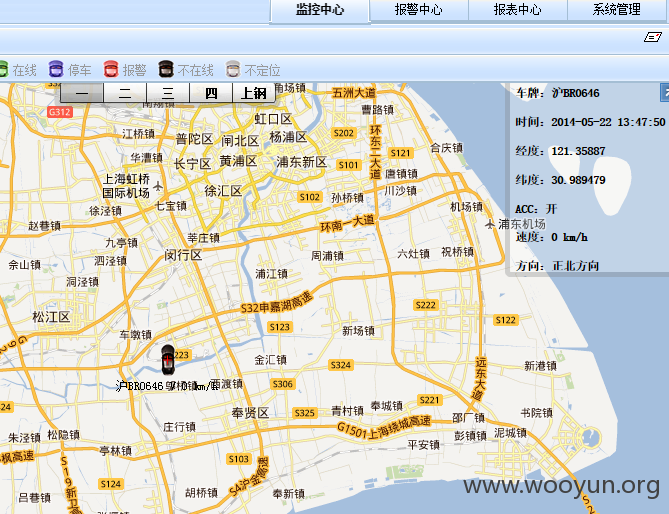 监控中心 报警中心 报表中心 系统管理
在线 停车 报警 不在线 不定位
一 二 三 四 上钢
车牌：沪BR0646
时间：2014-05-22 13:47:50
经度：121.35887
纬度：30.989479
ACC：开
速度：0 km/h
方向：正北方向
G312
五洲大道
曹路镇
江桥镇
虹口区
普陀区 闸北区 杨浦区
S202
环东二大道
S121 合庆镇
华漕镇
长宁区 黄浦区 浦东新区
S101
唐镇镇
上海虹桥
国际机场
徐汇区
S102
孙桥镇
川沙镇
徐泾镇 七宝镇
机场镇
赵巷镇
环南一大道
浦东机场
九亭镇 莘庄镇
闵行区
周浦镇 六灶镇 祝桥镇
佘山镇 泗泾镇
洞泾镇
浦江镇
S32申嘉湖高速
S222
松江区
S122
车墩镇
S123
新场镇
223
金汇镇
S324
远东大道
新港镇
沪BR0646
S306
奉贤区
S325
青村镇 奉城镇
S221
书院镇
庄行镇
G1501上海绕城高速
邵厂镇
彭镇镇 泥城镇
朱泾镇 松隐镇
亭林镇
平安镇
S103
S124
S4沪金高速
S19新卫高速
胡桥镇 奉新镇
吕巷镇
www.wooyun.org